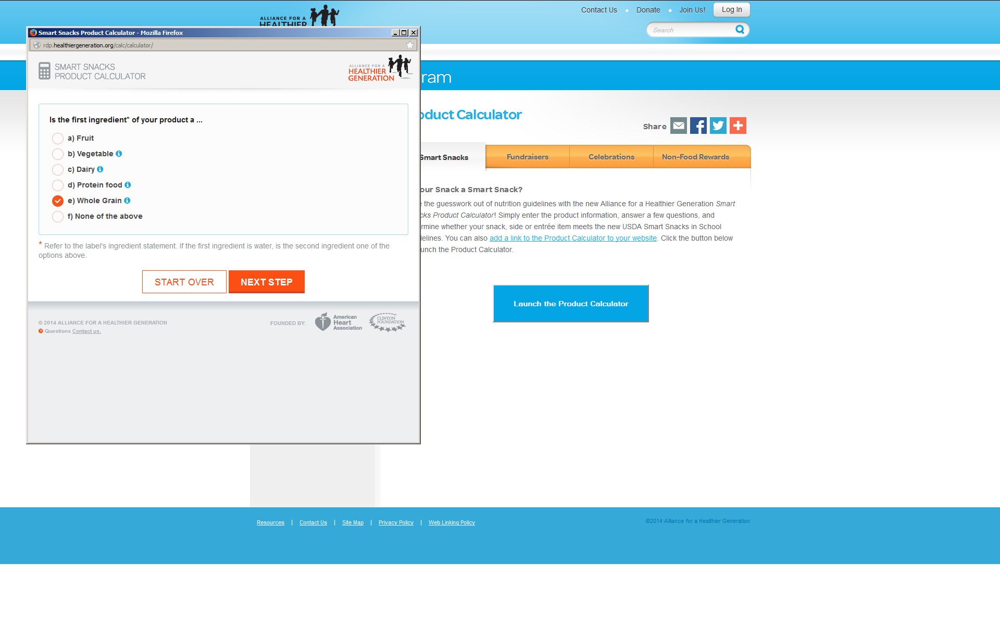 Contact Us
Donate
Join Us!
Log In
Search
ALLIANCE FOR A
HEALTHIER
Smart Snacks Product Calculator - Mozilla Firefox
rdp.healthiergeneration.org/calc/calculator/
SMART SNACKS
PRODUCT CALCULATOR
ALLIANCE FOR A
HEALTHIER
GENERATION
Is the first ingredient* of your product a ...
a) Fruit
b) Vegetable
c) Dairy
d) Protein food
e) Whole Grain
f) None of the above
* Refer to the label's ingredient statement. If the first ingredient is water, is the second ingredient one of the
options above.
START OVER
NEXT STEP
© 2014 ALLIANCE FOR A HEALTHIER GENERATION
Questions Contact us.
FOUNDED BY:
American
Heart
Association
CLINTON
FOUNDATION
ram
oduct Calculator
Share
Smart Snacks
Fundraisers
Celebrations
Non-Food Rewards
our Snack a Smart Snack?
the guesswork out of nutrition guidelines with the new Alliance for a Healthier Generation Smart
cks Product Calculator! Simply enter the product information, answer a few questions, and
rmine whether your snack, side or entrée item meets the new USDA Smart Snacks in School
lelines. You can also add a link to the Product Calculator to your website. Click the button below
unch the Product Calculator.
Launch the Product Calculator
Resources | Contact Us | Site Map | Privacy Policy | Web Linking Policy
©2014 Alliance for a Healthier Generation